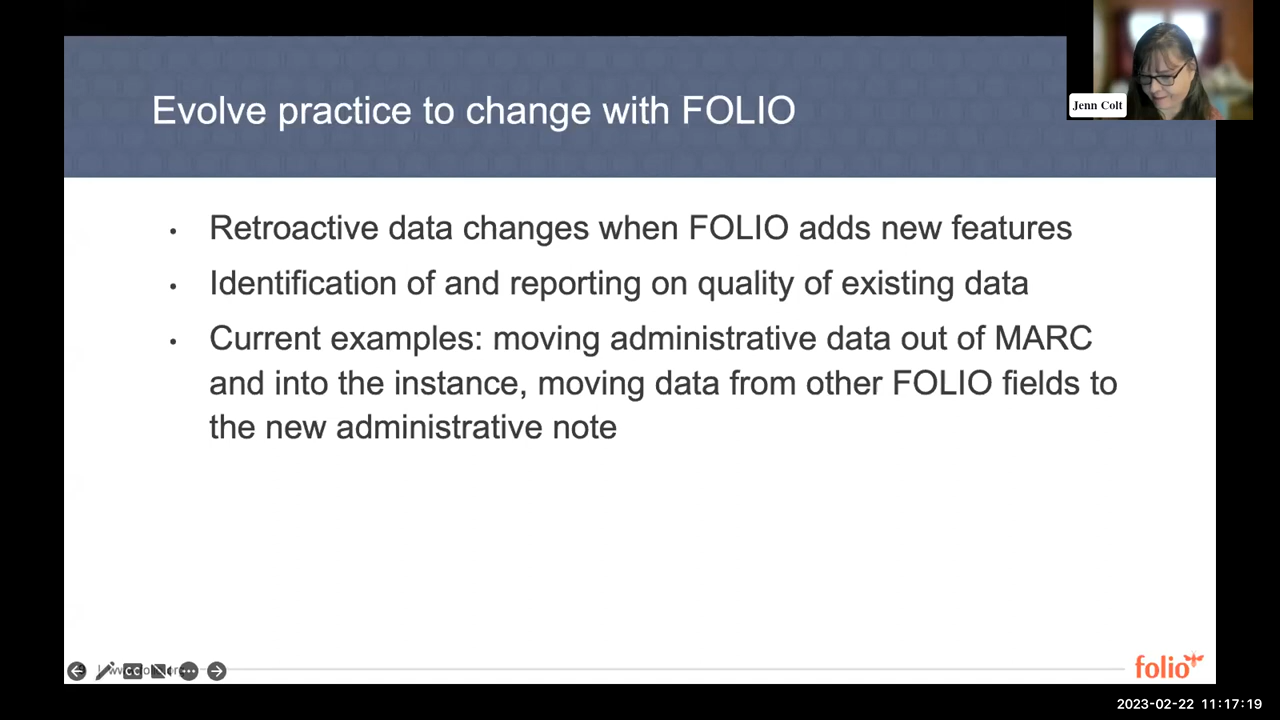 Jenn Colt
Evolve practice to change with FOLIO
• Retroactive data changes when FOLIO adds new features
• Identification of and reporting on quality of existing data
• Current examples: moving administrative data out of MARC
and into the instance, moving data from other FOLIO fields to
the new administrative note
CC
folio
2023-02-22 11:17:19